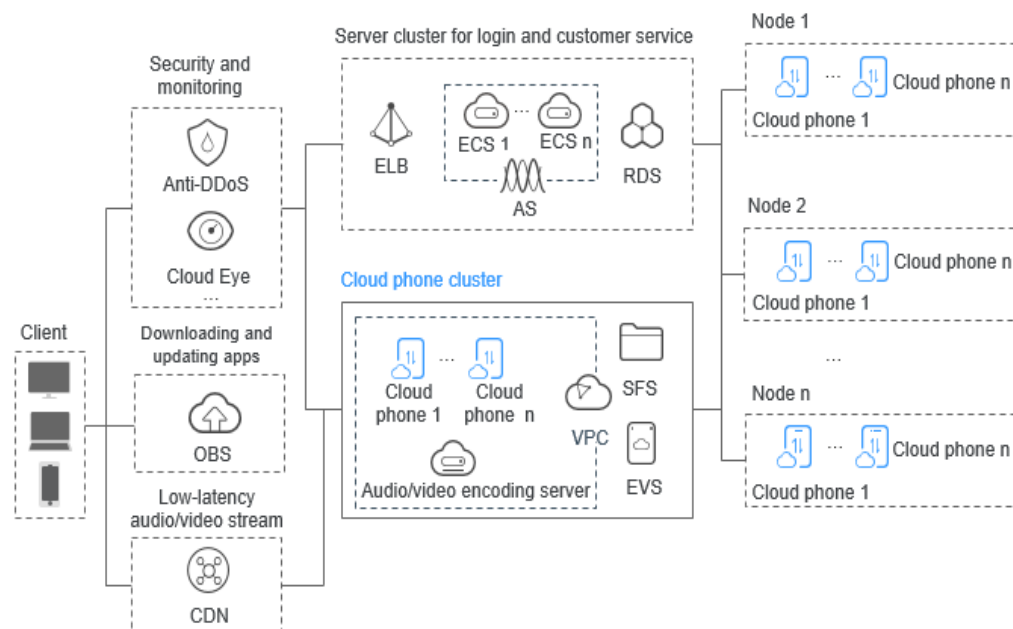 Client
Security and
monitoring
Anti-DDoS
Cloud Eye
...
Downloading and
updating apps
OBS
Low-latency
audio/video stream
CDN
Server cluster for login and customer service
ELB
ECS 1
...
ECS n
AS
RDS
Cloud phone cluster
...
Cloud
phone 1
Cloud
phone n
VPC
Audio/video encoding server
SFS
EVS
Node 1
...
Cloud phone n
Cloud phone 1
Node 2
...
Cloud phone n
Cloud phone 1
...
Node n
...
Cloud phone n
Cloud phone 1